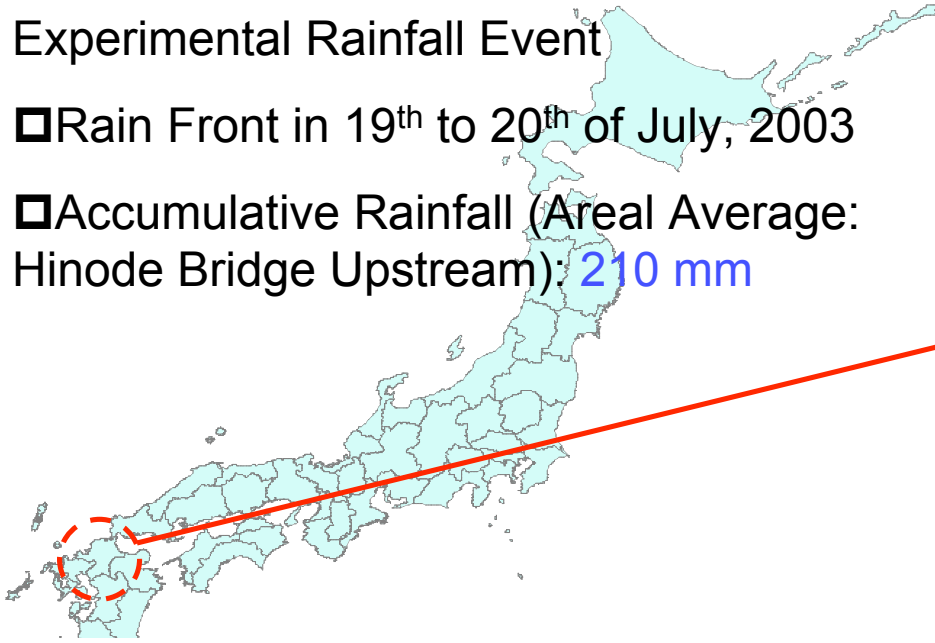 Experimental Rainfall Event
□Rain Front in 19th to 20th of July, 2003
□Accumulative Rainfall (Areal Average:
Hinode Bridge Upstream): 210 mm